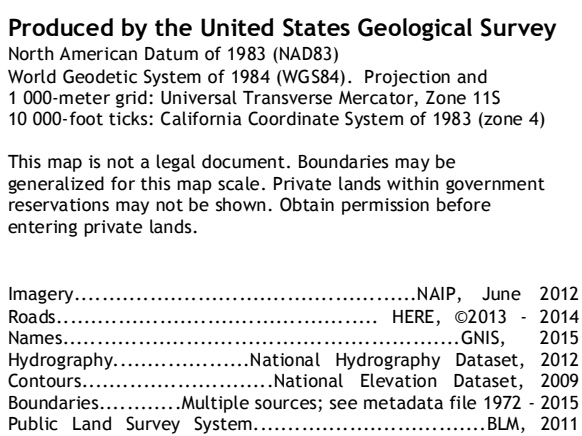 Produced by the United States Geological Survey
North American Datum of 1983 (NAD83)
World Geodetic System of 1984 (WGS84). Projection and
1 000-meter grid: Universal Transverse Mercator, Zone 11S
10 000-foot ticks: California Coordinate System of 1983 (zone 4)
This map is not a legal document. Boundaries may be
generalized for this map scale. Private lands within government
reservations may not be shown. Obtain permission before
entering private lands.
Imagery..................................................NAIP, June 2012
Roads.............................................. HERE, ©2013 - 2014
Names..........................................................GNIS, 2015
Hydrography....................National Hydrography Dataset, 2012
Contours............................National Elevation Dataset, 2009
Boundaries...........Multiple sources; see metadata file 1972 - 2015
Public Land Survey System..................................BLM, 2011